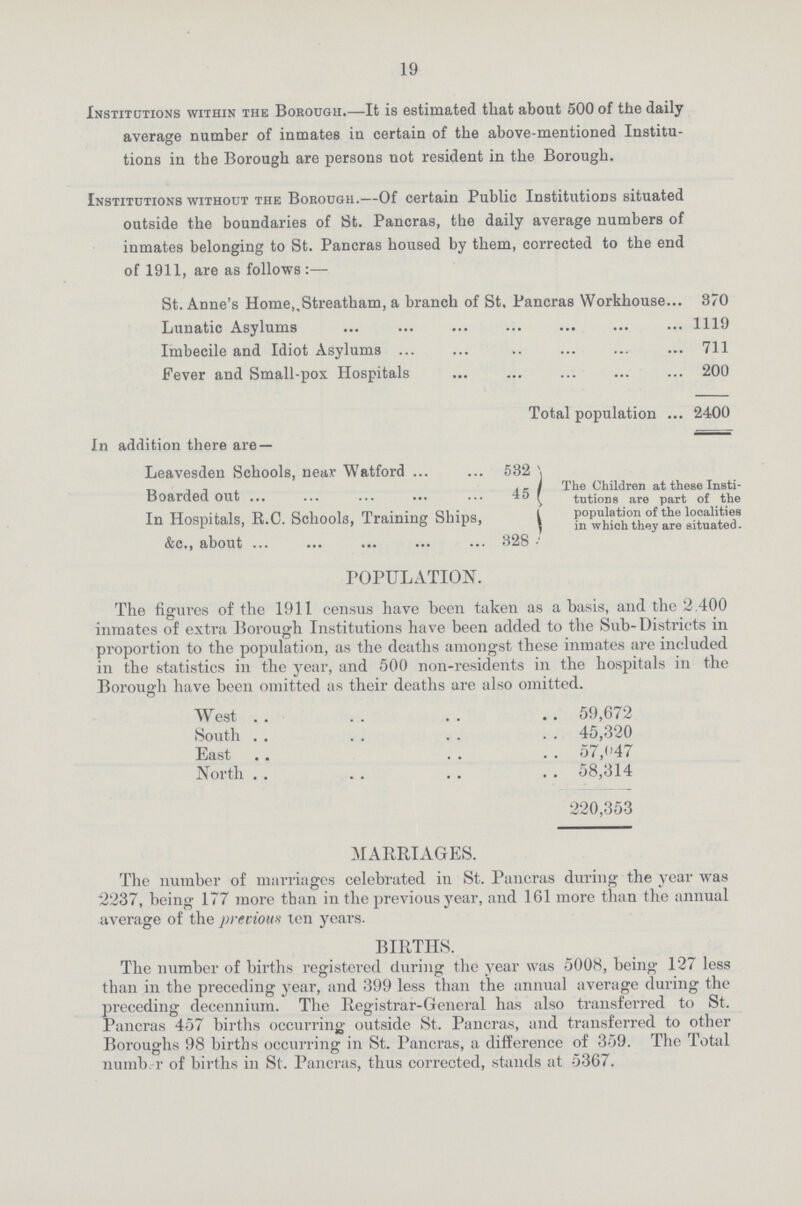 19
Institutions within the Borough.—It is estimated that about 500 of the daily
average number of inmates in certain of the above-mentioned Institu-
tions in the Borough are persons not resident in the Borough.
Institutions without the Borough.—Of certain Public Institutions situated
outside the boundaries of St. Pancras, the daily average numbers of
inmates belonging to St. Pancras housed by them, corrected to the end
of 1911, are as follows:—
St. Anne's Home, Streatham, a branch of St. Pancras Workhouse... 370
Lunatic Asylums ... ... ... ... ... ... ... 1119
Imbecile and Idiot Asylums ... ... .. ... ... ... 711
Fever and Small-pox Hospitals ... ... ... ... ... 200
Total population ... 2400
In addition there are—
Leavesden Schools, near Watford ... ... 532
Boarded out ... ... ... ... ... 45
In Hospitals, R.C. Schools, Training Ships,
&c., about ... ... ... ... ... 328
The Children at these Insti-
tutions are part of the
population of the localities
in which they are situated.
POPULATION.
The figures of the 1911 census have been taken as a basis, and the 2,400
inmates of extra Borough Institutions have been added to the Sub-Districts in
proportion to the population, as the deaths amongst these inmates are included
in the statistics in the year, and 500 non-residents in the hospitals in the
Borough have been omitted as their deaths are also omitted.
West .. .. .. .. 59,672
South .. .. .. .. 45,320
East .. .. .. 57,047
North .. .. .. .. 58,314
220,353
MARRIAGES.
The number of marriages celebrated in St. Pancras during the year was
2237, being 177 more than in the previous year, and 161 more than the annual
average of the previous ten years.
BIRTHS.
The number of births registered during the year was 5008, being 127 less
than in the preceding year, and 399 less than the annual average during the
preceding decennium. The Registrar-General has also transferred to St.
Pancras 457 births occurring outside St. Pancras, and transferred to other
Boroughs 98 births occurring in St. Pancras, a difference of 359. The Total
number of births in St. Pancras, thus corrected, stands at 5367.